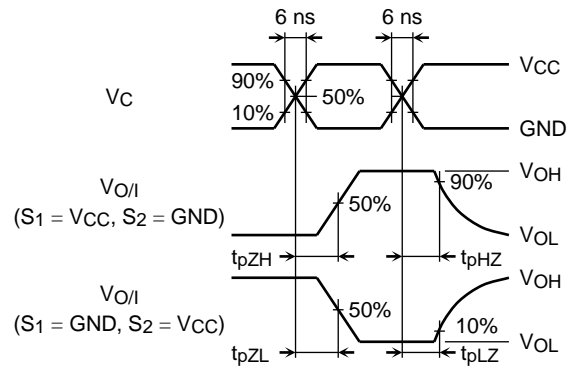 6 ns 6 ns
VCC
90%
VC 50%
10%
GND
VOH
VO/I 90%
(S1 = VCC, S2 = GND) 50%
VOL
tpZH tpHZ
VOH
VO/I
(S1 = GND, S2 = VCC) 50% 10%
VOL
tpZL tpLZ